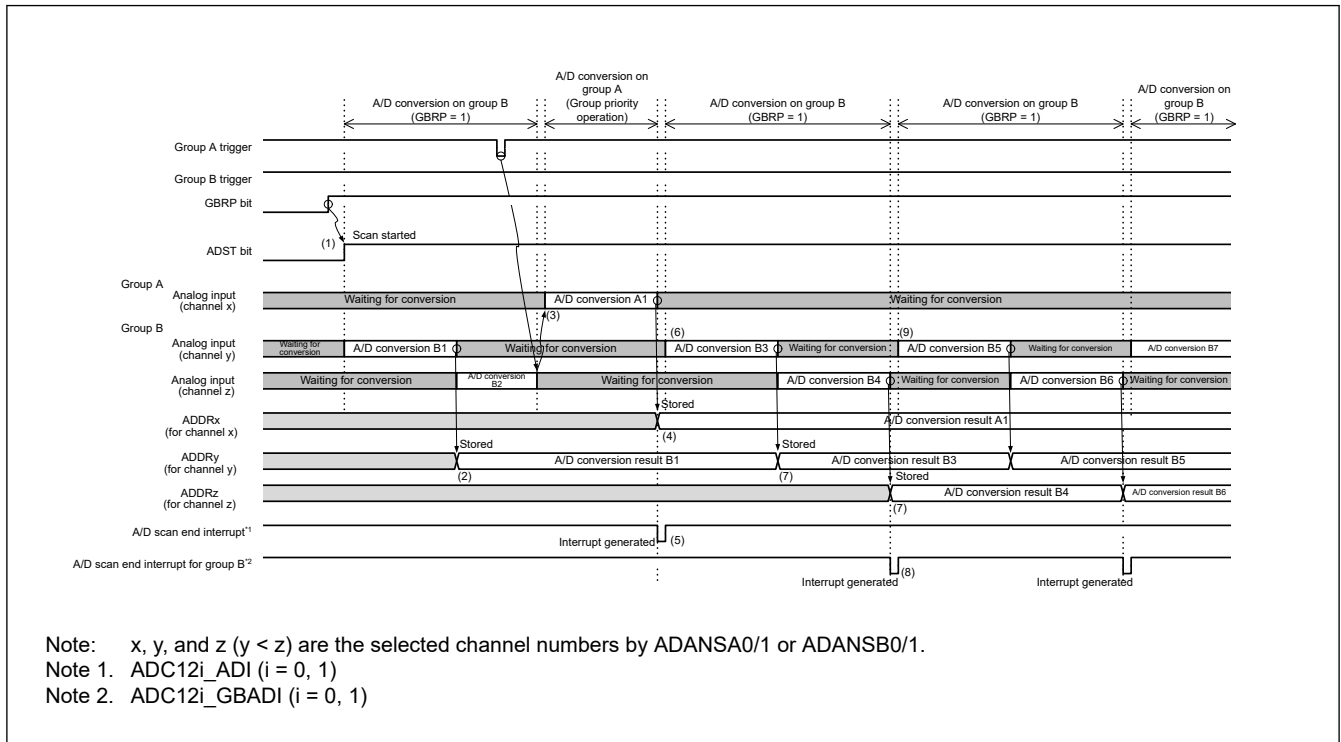 A/D conversion on group B
(GBRP = 1)
A/D conversion on
group A
(Group priority
operation)
A/D conversion on group B
(GBRP = 1)
A/D conversion on group B
(GBRP = 1)
A/D conversion on
group B
(GBRP = 1)
Group A trigger
Group B trigger
GBRP bit
(1)
Scan started
ADST bit
Group A
Analog input
(channel x)
Waiting for conversion
A/D conversion A1
Waiting for conversion
(3)
Group B
(6)
(9)
Analog input
(channel y)
Waiting for
conversion
A/D conversion B1
Waiting for conversion
A/D conversion B3
Waiting for conversion
A/D conversion B5
Waiting for conversion
A/D conversion B7
Analog input
(channel z)
Waiting for conversion
A/D conversion
B2
Waiting for conversion
A/D conversion B4
Waiting for conversion
A/D conversion B6
Waiting for conversion
Stored
ADDRx
(for channel x)
A/D conversion result A1
(4)
Stored
Stored
ADDRy
(for channel y)
A/D conversion result B1
A/D conversion result B3
A/D conversion result B5
(2)
(7)
Stored
ADDRz
(for channel z)
A/D conversion result B4
A/D conversion result B6
(7)
A/D scan end interrupt*1
Interrupt generated
(5)
A/D scan end interrupt for group B*2
Interrupt generated
(8)
Interrupt generated
Note: x, y, and z (y < z) are the selected channel numbers by ADANSA0/1 or ADANSB0/1.
Note 1. ADC12i_ADI (i = 0, 1)
Note 2. ADC12i_GBADI (i = 0, 1)